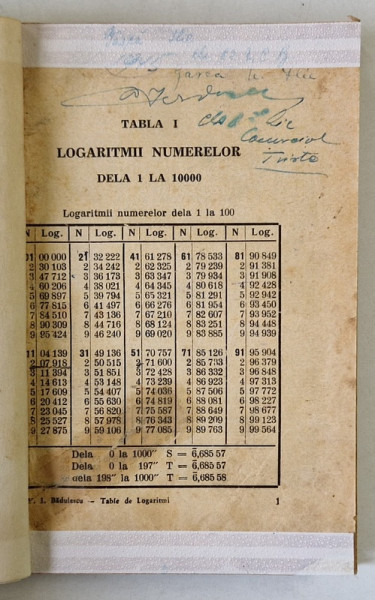 TABLA I
LOGARITMII NUMERELOR
DELA 1 LA 10000
Logaritmii numerelor dela 1 la 100
N Log. N Log. N Log. N Log. N Log.
01 00 000 21 32 222 41 61 278 61 78 533 81 90 849
2 30 103 2 34 242 2 62 325 2 79 239 2 91 381
3 47 712 3 36 173 3 63 347 3 79 934 3 91 908
4 60 206 4 38 021 4 64 345 4 80 618 4 92 428
5 69 897 5 39 794 5 65 321 5 81 291 5 92 942
6 77 815 6 41 497 6 66 276 6 81 954 6 93 450
7 84 510 7 43 136 7 67 210 7 82 607 7 93 952
8 90 309 8 44 716 8 68 124 8 83 251 8 94 448
9 95 424 9 46 240 9 69 020 9 83 885 9 94 939
11 04 139 31 49 136 51 70 757 71 85 126 91 95 904
2 07 918 2 50 515 2 71 600 2 85 733 2 96 379
3 11 394 3 51 851 3 72 428 3 86 332 3 96 848
4 14 613 4 53 148 4 73 239 4 86 923 4 97 313
5 17 609 5 54 407 5 74 036 5 87 506 5 97 772
6 20 412 6 55 630 6 74 819 6 88 081 6 98 227
7 23 045 7 56 820 7 75 587 7 88 649 7 98 677
8 25 527 8 57 978 8 76 343 8 89 209 8 99 123
9 27 875 9 59 106 9 77 085 9 89 763 9 99 564
Dela 0 la 1000″ S = 6̅,685 57
Dela 0 la 197″ T = 6̅,685 57
dela 198″ la 1000″ T = 6̅,685 58
I. Bădulescu — Table de Logaritmi 1